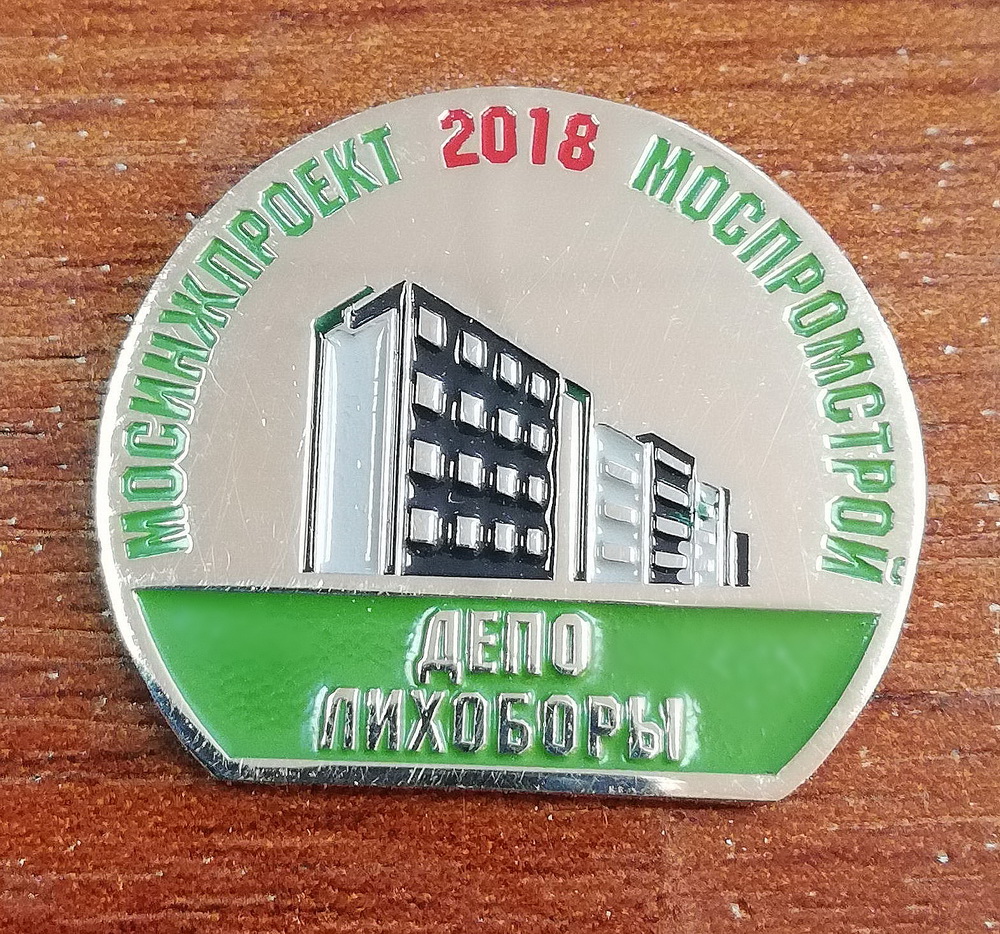 МОСИНЖПРОЕКТ 2018 МОСПРОМСТРОЙ
ДЕПО
ЛИХОБОРЫ